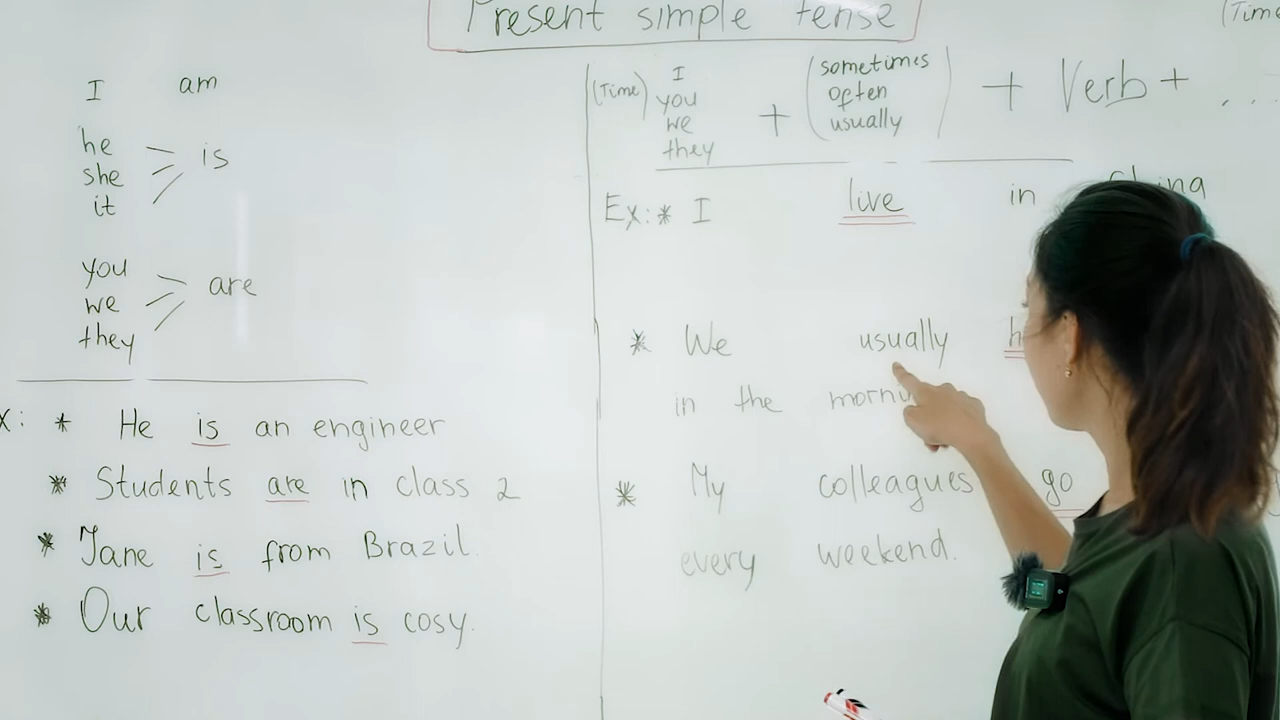 Present simple tense
(Time
I am
he
she is
it
you
we are
they
X: * He is an engineer
* Students are in class 2
* Jane is from Brazil.
* Our classroom is cosy.
(Time) I
you
we
they
+ (sometimes
often
usually) + Verb + ...
Ex: * I live in China
* We usually h
in the morni
* My colleagues go
every weekend.